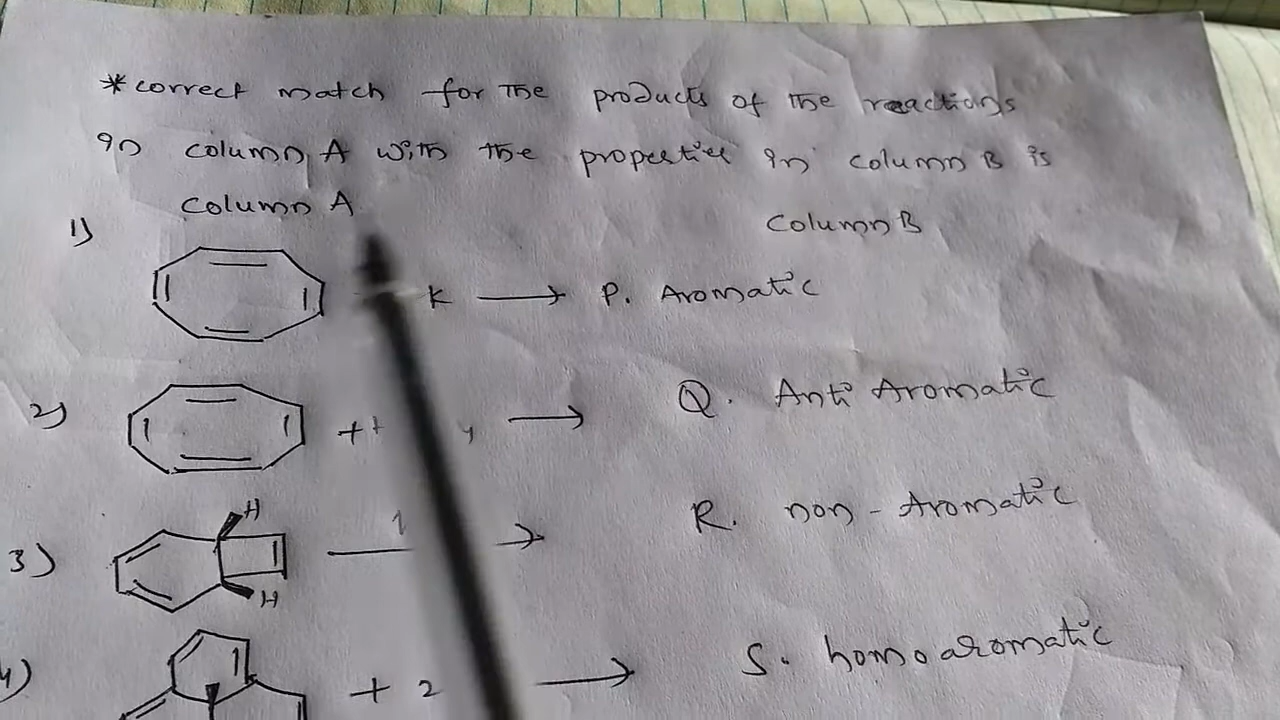 *correct match for the products of the reactions
in column A with the properties in column B is
column A
column B
1)
K → P. Aromatic
2)
+ →
Q. Anti Aromatic
3)
H
H
→
R. non-Aromatic
4)
+ 2 →
S. homoaromatic